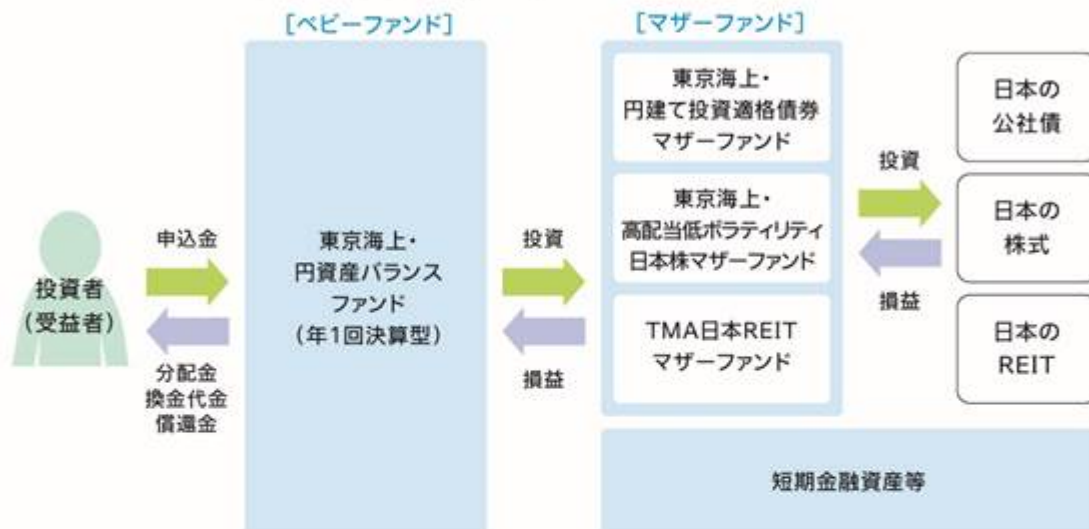 [ベビーファンド]
[マザーファンド]
投資者
(受益者)
申込金
分配金
換金代金
償還金
東京海上・
円資産バランス
ファンド
(年1回決算型)
投資
損益
東京海上・
円建て投資適格債券
マザーファンド
東京海上・
高配当低ボラティリティ
日本株マザーファンド
TMA日本REIT
マザーファンド
投資
損益
日本の
公社債
日本の
株式
日本の
REIT
短期金融資産等